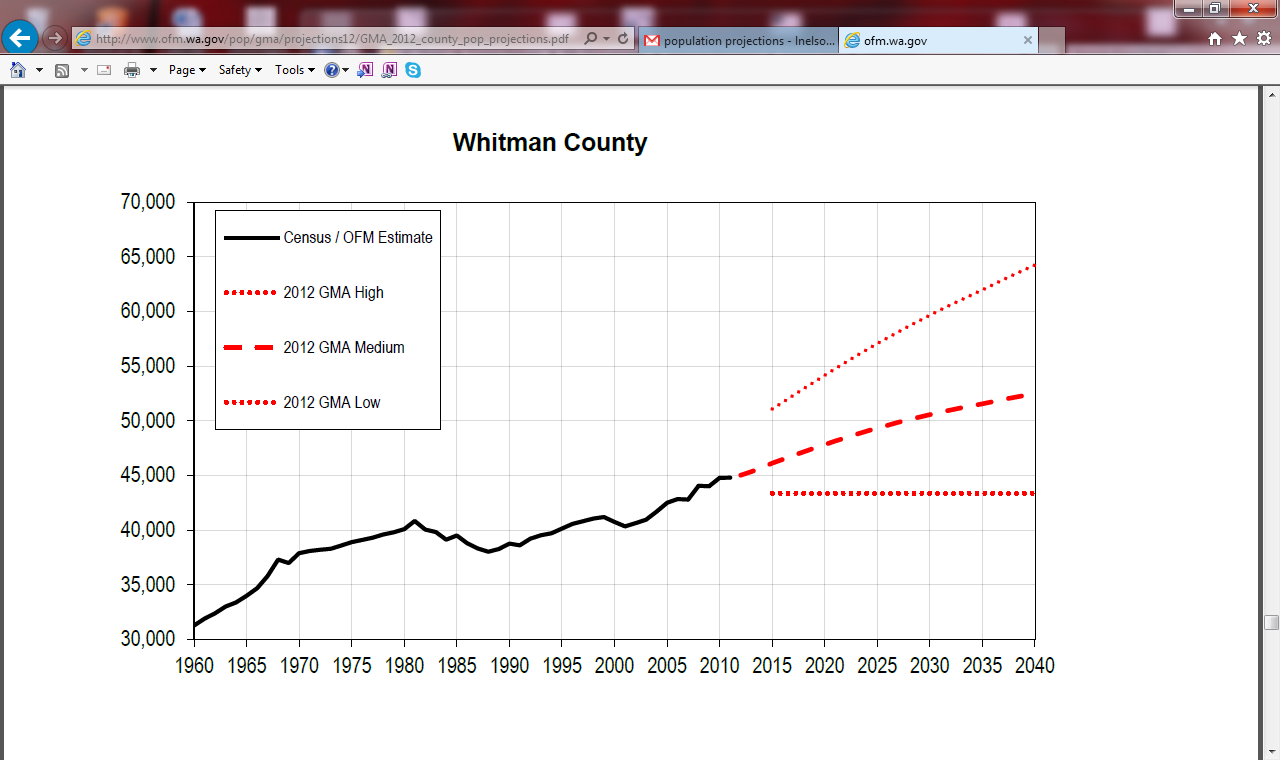 http://www.ofm.wa.gov/pop/gma/projections12/GMA_2012_county_pop_projections.pdf
population projections - lnelso...
ofm.wa.gov
Page Safety Tools
Whitman County
70,000
65,000
60,000
55,000
50,000
45,000
40,000
35,000
30,000
Census / OFM Estimate
2012 GMA High
2012 GMA Medium
2012 GMA Low
1960 1965 1970 1975 1980 1985 1990 1995 2000 2005 2010 2015 2020 2025 2030 2035 2040